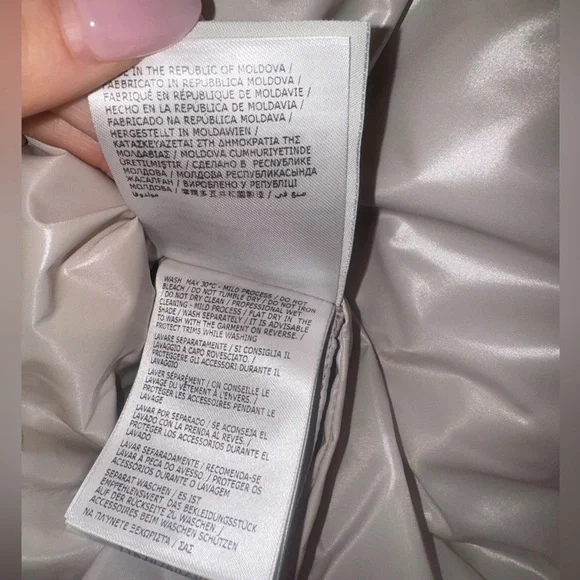 IN THE REPUBLIC OF MOLDOVA /
FABBRICATO IN REPUBBLICA MOLDOVA /
FABRIQUÉ EN RÉPUBLIQUE DE MOLDAVIE /
HECHO EN LA REPÚBLICA DE MOLDAVIA /
FABRICADO NA REPÚBLICA MOLDAVA /
HERGESTELLT IN MOLDAWIEN /
ΚΑΤΑΣΚΕΥΑΖΕΤΑΙ ΣΤΗ ΔΗΜΟΚΡΑΤΙΑ ΤΗΣ
ΜΟΛΔΑΒΙΑΣ / MOLDOVA CUMHURIYETINDE
ÜRETILMIŞTIR / СДЕЛАНО В РЕСПУБЛИКЕ
МОЛДОВА / МОЛДОВА РЕСПУБЛИКАСЫНДА
ЖАСАЛҒАН / ВИРОБЛЕНО У РЕСПУБЛІЦІ
МОЛДОВА / صنع في / مولدوفا
WASH MAX 30°C - MILD PROCESS / DO NOT
BLEACH / DO NOT TUMBLE DRY / DO NOT IRON
/ DO NOT DRY CLEAN / PROFESSIONAL WET
CLEANING - MILD PROCESS / FLAT DRY IN THE
SHADE / WASH SEPARATELY / IT IS ADVISABLE
TO WASH WITH THE GARMENT ON REVERSE. /
PROTECT TRIMS WHILE WASHING
LAVARE SEPARATAMENTE / SI CONSIGLIA IL
LAVAGGIO A CAPO ROVESCIATO. /
PROTEGGERE GLI ACCESSORI DURANTE IL
LAVAGGIO
LAVER SÉPARÉMENT / ON CONSEILLE LE
LAVAGE DU VÊTEMENT À L'ENVERS. /
PROTÉGER LES ACCESSOIRES PENDANT LE
LAVAGE
LAVAR POR SEPARADO / SE ACONSEJA EL
LAVADO CON LA PRENDA AL REVÉS. /
PROTEGER LOS ACCESORIOS DURANTE EL
LAVADO
LAVAR SEPARADAMENTE / RECOMENDA-SE
LAVAR A PEÇA DO AVESSO. / PROTEGER OS
ACESSÓRIOS DURANTE O LAVAGEM
SEPARAT WASCHEN / ES IST
EMPFEHLENSWERT, DAS BEKLEIDUNGSSTÜCK
AUF DER RÜCKSEITE ZU WASCHEN /
ACCESSOIRES BEIM WASCHEN SCHÜTZEN
ΝΑ ΠΛΥΝΕΤΕ ΞΕΧΩΡΙΣΤΑ / ΣΑΣ